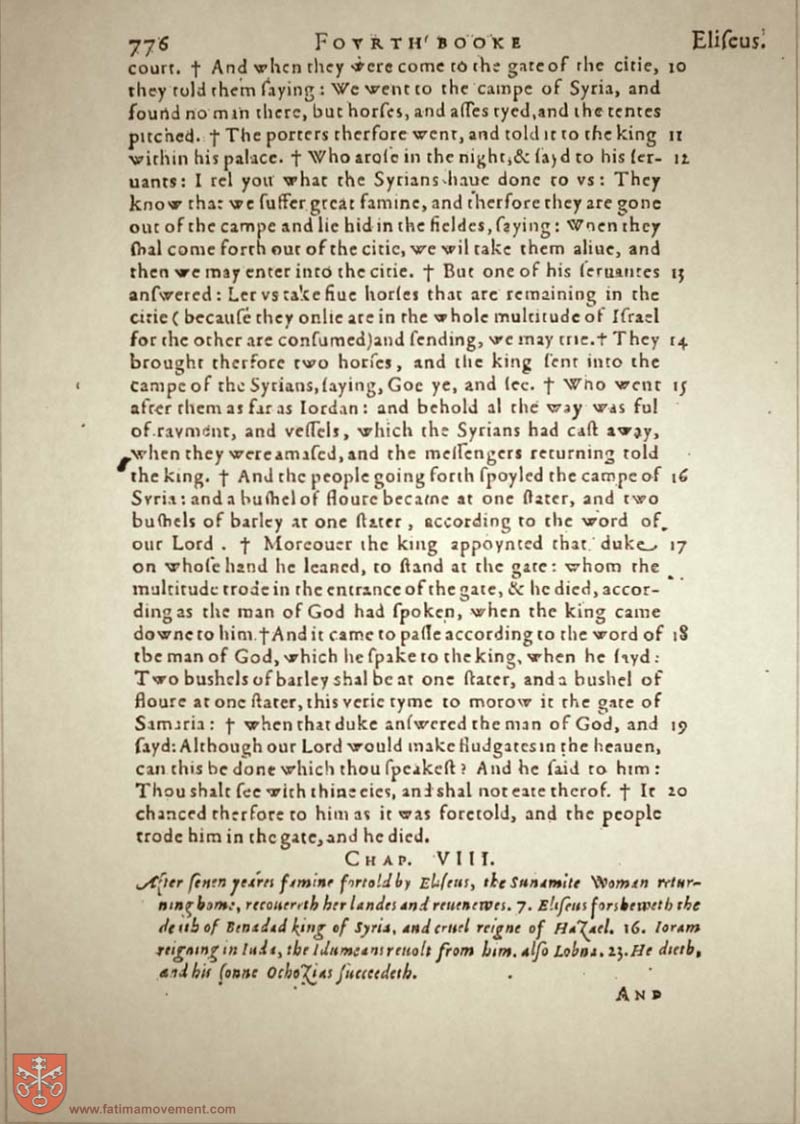 776 FOVRTH BOOKE Eliſeus.
court. † And when they were come to the gate of the citie, 10
they told them ſaying: We went to the campe of Syria, and
found no man there, but horſes, and aſſes tyed, and the tentes
pitched. † The porters therfore went, and told it to the king 11
within his palace. † Who aroſe in the night, & ſayd to his ſer- 12
uants: I tel you what the Syrians haue done to vs: They
know that we ſuffer great famine, and therfore they are gone
out of the campe and lie hid in the fieldes, ſaying: When they
ſhal come forth out of the citie, we wil take them aliue, and
then we may enter into the citie. † But one of his ſeruantes 13
anſwered: Let vs take fiue horſes that are remaining in the
citie (becauſe they onlie are in the whole multitude of Iſrael
for the other are conſumed) and ſending, we may trie. † They 14
brought therfore two horſes, and the king ſent into the
campe of the Syrians, ſaying, Goe ye, and ſee. † Who went 15
after them as far as Iordan: and behold al the way was ful
of rayment, and veſſels, which the Syrians had caſt away,
when they were amaſed, and the meſſengers returning told
the king. † And the people going forth ſpoyled the campe of 16
Syria: and a buſhel of floure became at one ſtater, and two
buſhels of barley at one ſtater, according to the word of
our Lord. † Moreouer the king appoynted that duke 17
on whoſe hand he leaned, to ſtand at the gate: whom the
multitude trode in the entrance of the gate, & he died, accor-
ding as the man of God had ſpoken, when the king came
downe to him. † And it came to paſſe according to the word of 18
the man of God, which he ſpake to the king, when he ſayd:
Two bushels of barley shal be at one ſtater, and a bushel of
floure at one ſtater, this verie tyme to morow in the gate of
Samaria: † when that duke anſwered the man of God, and 19
ſayd: Although our Lord would make fludgates in the heauen,
can this be done which thou ſpeakeſt? And he ſaid to him:
Thou shalt ſee with thine eies, and shal not eate therof. † It 20
chanced therfore to him as it was foretold, and the people
trode him in the gate, and he died.
CHAP. VIII.
After ſeuen yeares famine fortold by Eliſeus, the Sunamite Woman retur-
ning home, recouereth her landes and reuenewes. 7. Eliſeus forsheweth the
death of Benadad king of Syria, and cruel reigne of Hazael. 16. Ioram
reigning in Iuda, the Idumeans reuolt from him. alſo Lobna. 23. He dieth,
and his ſonne Ochozias ſucceedeth.
AND
www.fatimamovement.com